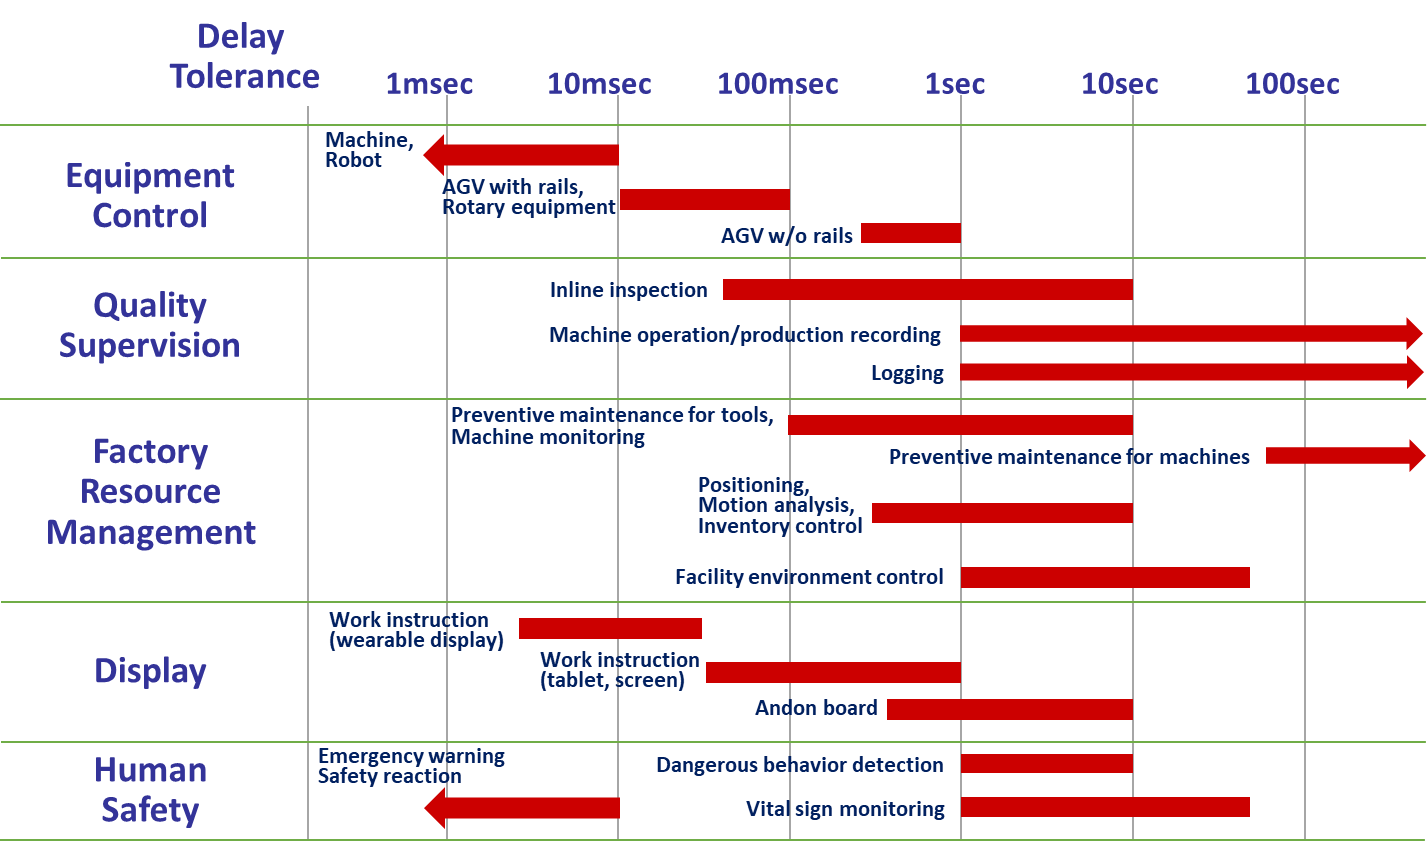 Delay
Tolerance
1msec
10msec
100msec
1sec
10sec
100sec
Equipment
Control
Machine,
Robot
AGV with rails,
Rotary equipment
AGV w/o rails
Quality
Supervision
Inline inspection
Machine operation/production recording
Logging
Factory
Resource
Management
Preventive maintenance for tools,
Machine monitoring
Preventive maintenance for machines
Positioning,
Motion analysis,
Inventory control
Facility environment control
Display
Work instruction
(wearable display)
Work instruction
(tablet, screen)
Andon board
Human
Safety
Emergency warning
Safety reaction
Dangerous behavior detection
Vital sign monitoring